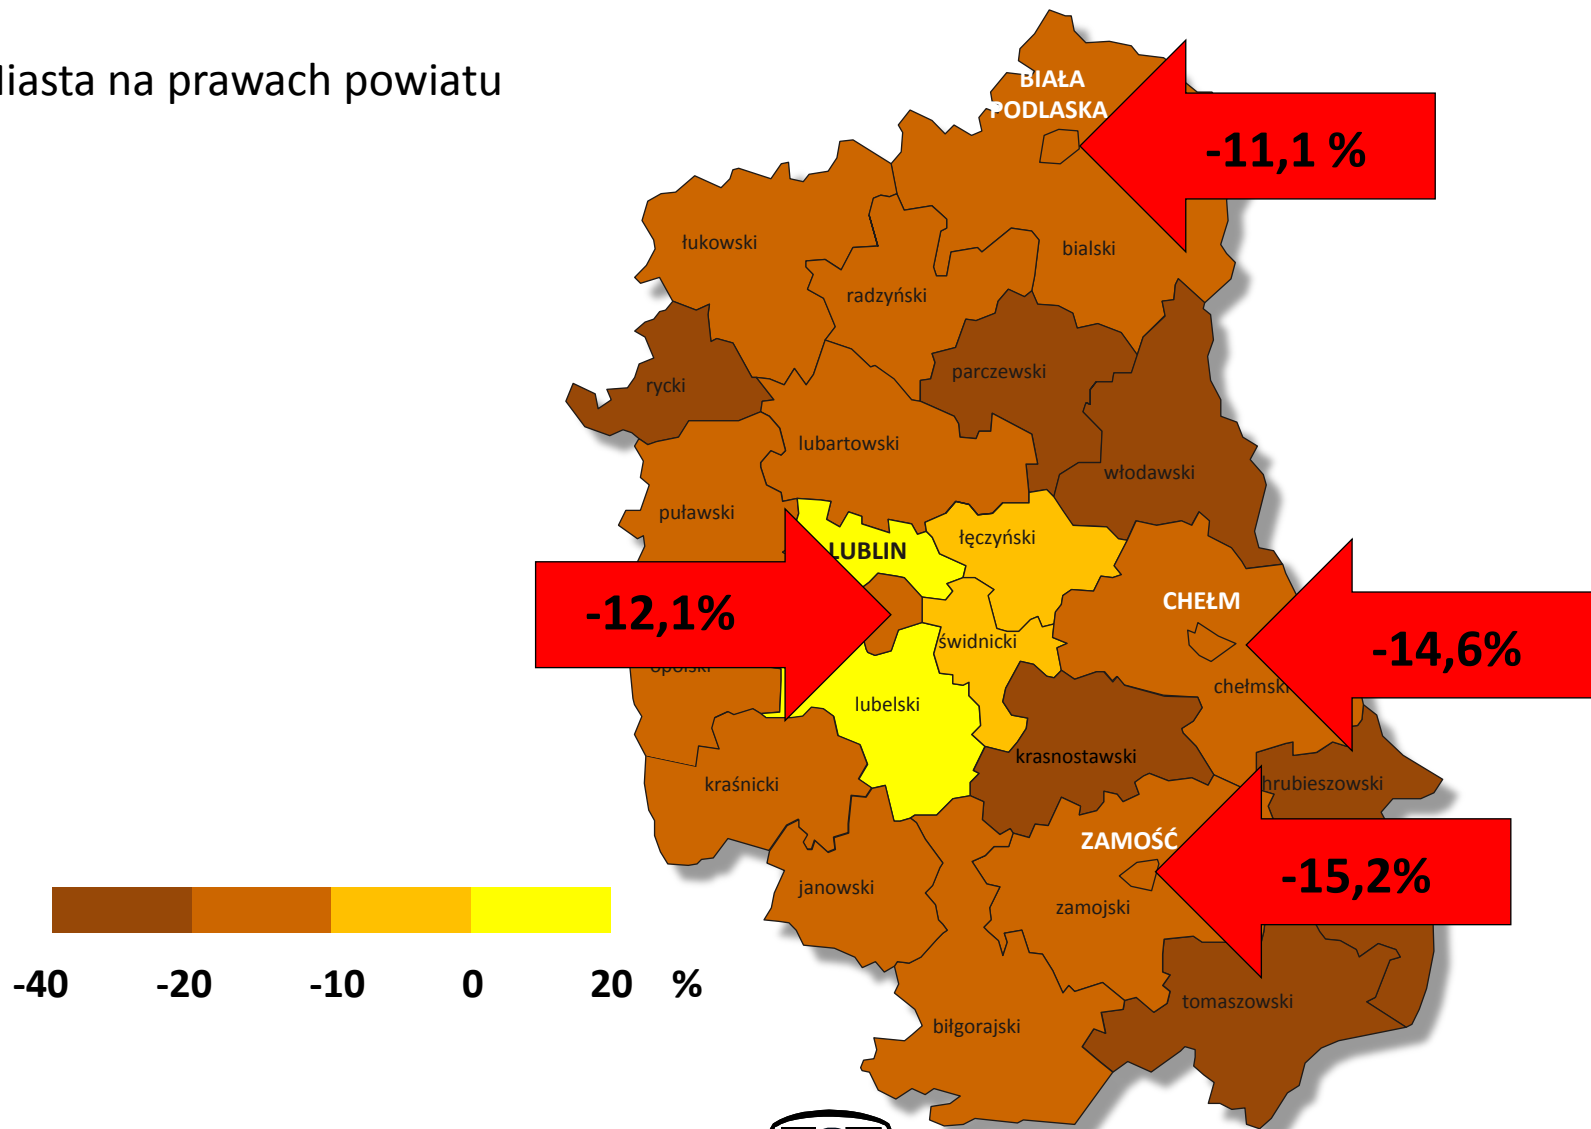 Miasta na prawach powiatu
BIAŁA
PODLASKA
-11,1 %
łukowski
bialski
radzyński
rycki
parczewski
lubartowski
włodawski
puławski
łęczyński
LUBLIN
-12,1%
CHEŁM
świdnicki
-14,6%
opolski
chełmski
lubelski
krasnostawski
kraśnicki
hrubieszowski
ZAMOŚĆ
-15,2%
janowski
zamojski
-40 -20 -10 0 20 %
tomaszowski
biłgorajski